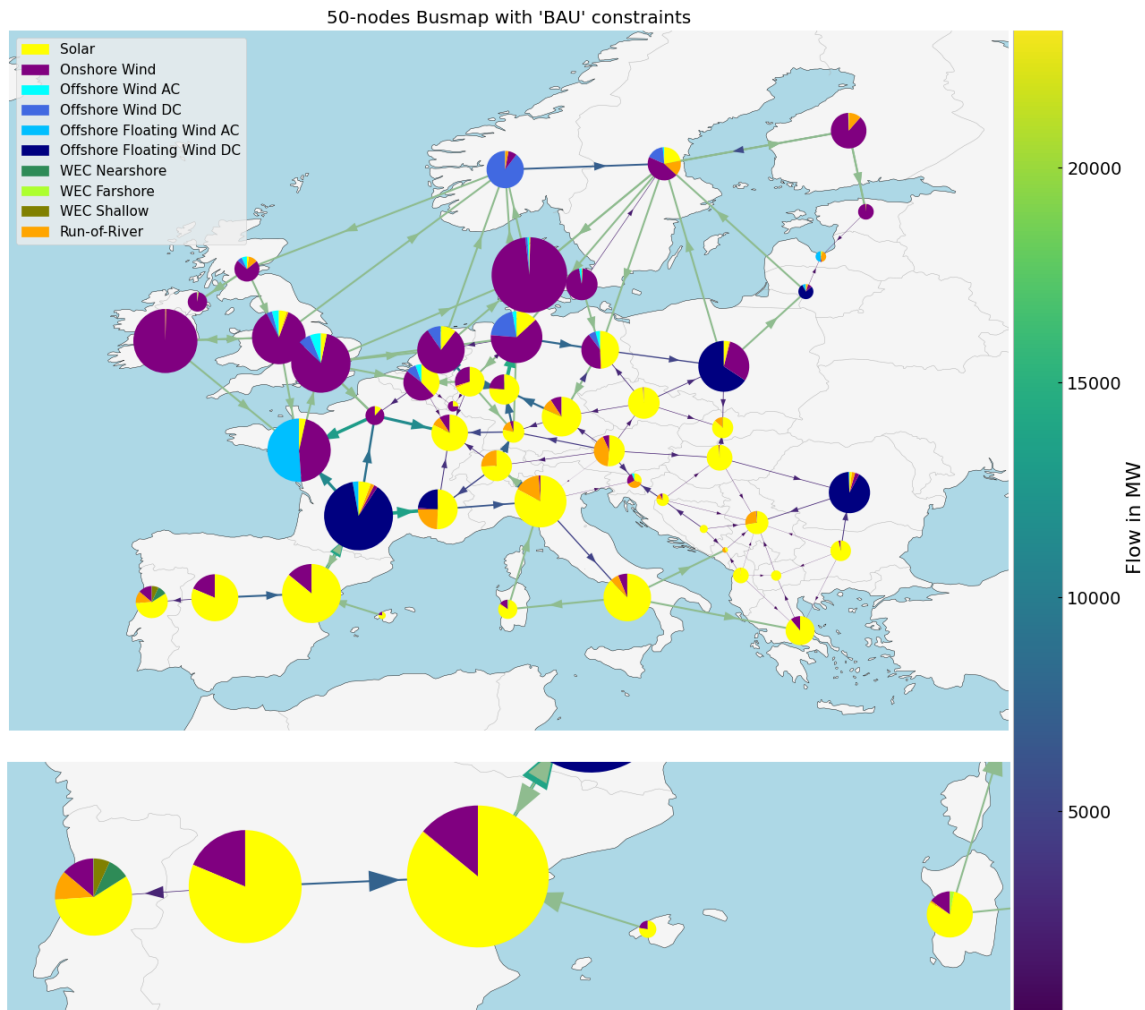 50-nodes Busmap with 'BAU' constraints
Solar
Onshore Wind
Offshore Wind AC
Offshore Wind DC
Offshore Floating Wind AC
Offshore Floating Wind DC
WEC Nearshore
WEC Farshore
WEC Shallow
Run-of-River
20000
15000
10000
5000
Flow in MW